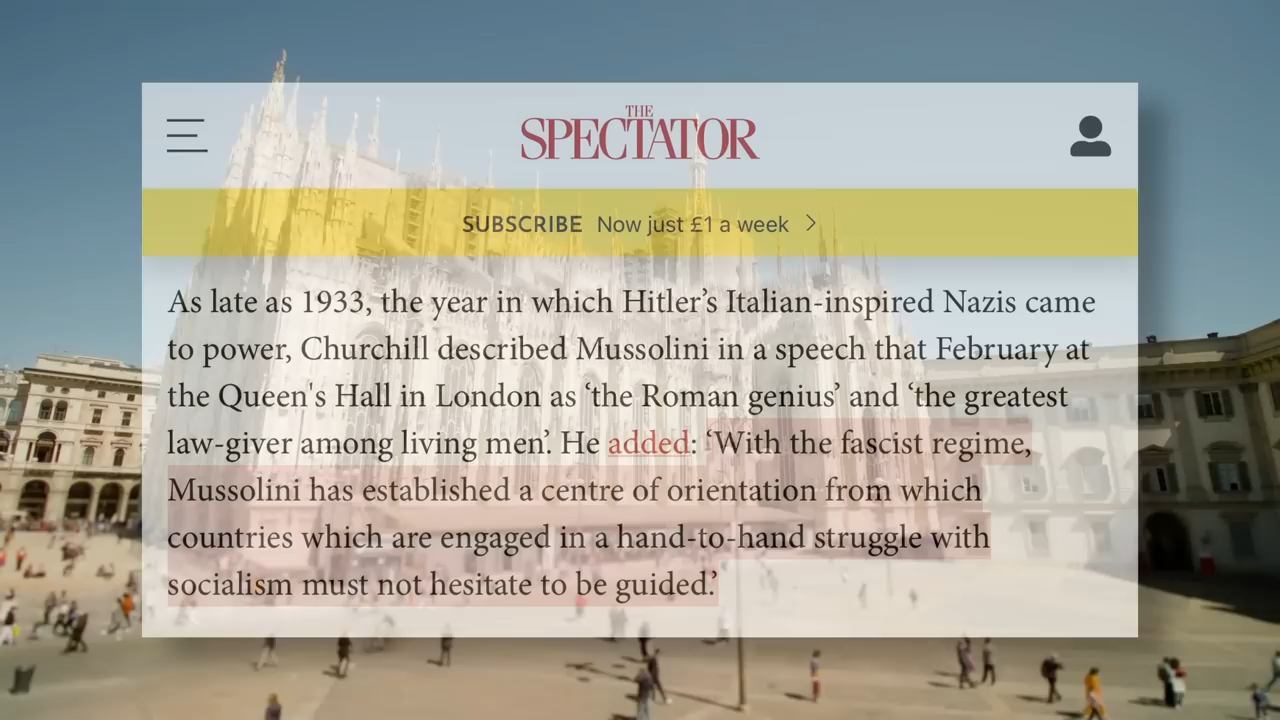 THE
SPECTATOR
SUBSCRIBE Now just £1 a week
As late as 1933, the year in which Hitler’s Italian-inspired Nazis came
to power, Churchill described Mussolini in a speech that February at
the Queen's Hall in London as ‘the Roman genius’ and ‘the greatest
law-giver among living men’. He added: ‘With the fascist regime,
Mussolini has established a centre of orientation from which
countries which are engaged in a hand-to-hand struggle with
socialism must not hesitate to be guided.’